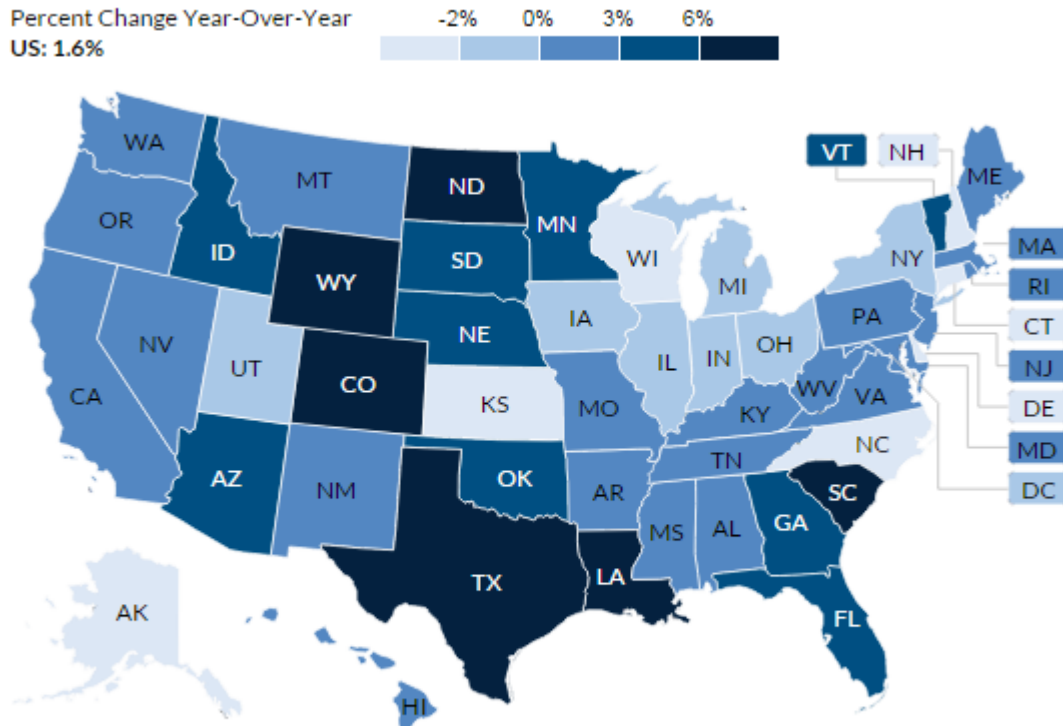 Percent Change Year-Over-Year
US: 1.6%
-2% 0% 3% 6%
WA
MT
ND
MN
VT
NH
ME
OR
ID
WY
SD
WI
MI
NY
MA
RI
CT
NJ
DE
MD
DC
NV
UT
CO
NE
IA
IL
IN
OH
PA
CA
KS
MO
KY
WV
VA
AZ
NM
OK
AR
TN
NC
SC
TX
LA
MS
AL
GA
FL
AK
HI